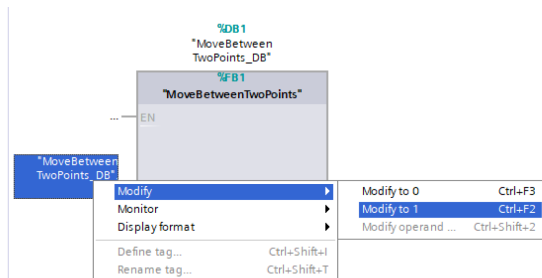 %DB1
"MoveBetween
TwoPoints_DB"
%FB1
"MoveBetweenTwoPoints"
... EN
"MoveBetween
TwoPoints_DB"
Modify
Modify to 0 Ctrl+F3
Monitor
Modify to 1 Ctrl+F2
Display format
Modify operand ... Ctrl+Shift+2
Define tag... Ctrl+Shift+I
Rename tag... Ctrl+Shift+T